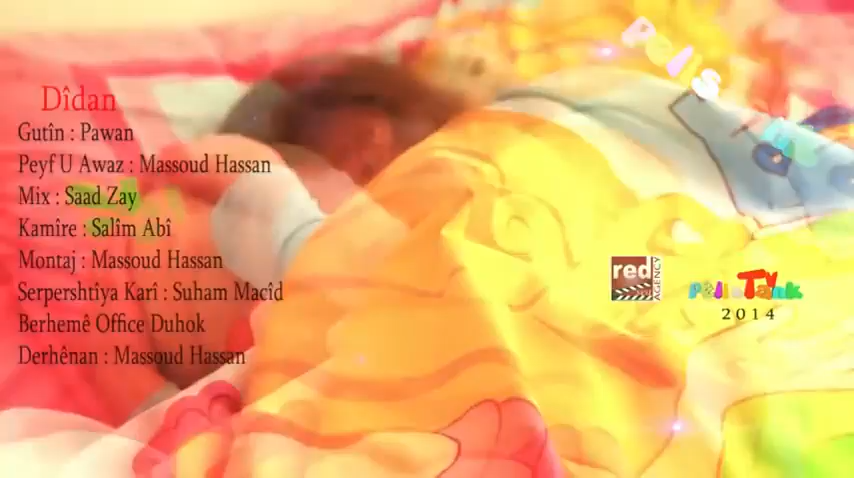 Dîdan
Gutîn : Pawan
Peyf U Awaz : Massoud Hassan
Mix : Saad Zay
Kamîre : Salîm Abî
Montaj : Massoud Hassan
Serpershtîya Karî : Suham Macîd
Berhemê Office Duhok
Derhênan : Massoud Hassan
Pelis
red
AGENCY
2014